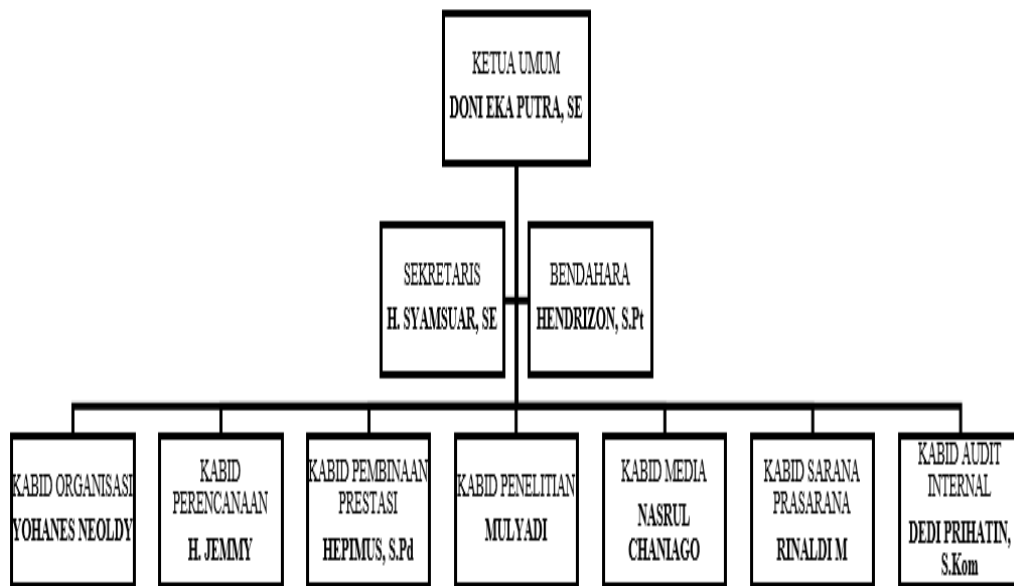 KETUA UMUM
DONI EKA PUTRA, SE
SEKRETARIS
H. SYAMSUAR, SE
BENDAHARA
HENDRIZON, S.Pt
KABID ORGANISASI
YOHANES NEOLDY
KABID
PERENCANAAN
H. JEMMY
KABID PEMBINAAN
PRESTASI
HEPIMUS, S.Pd
KABID PENELITIAN
MULYADI
KABID MEDIA
NASRUL
CHANIAGO
KABID SARANA
PRASARANA
RINALDI M
KABID AUDIT
INTERNAL
DEDI PRIHATIN,
S.Kom